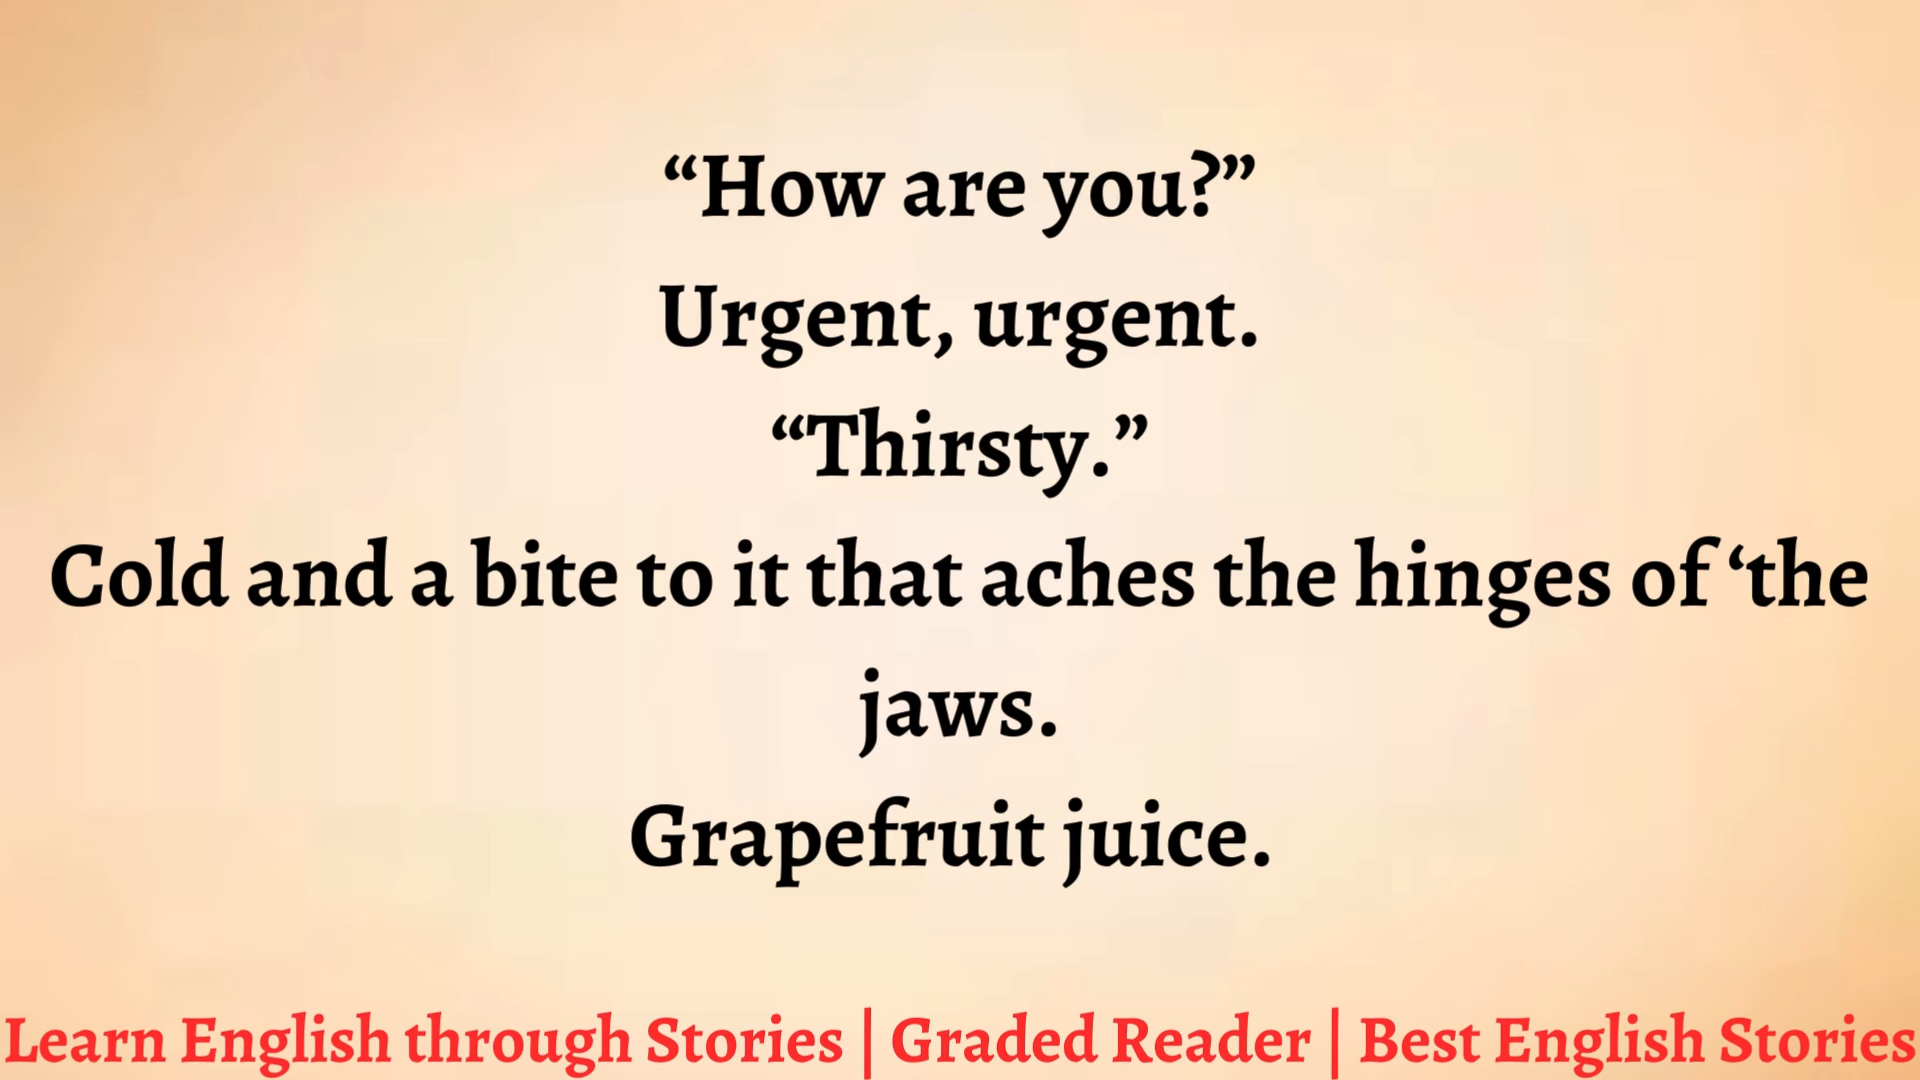 “How are you?”
Urgent, urgent.
“Thirsty.”
Cold and a bite to it that aches the hinges of ‘the
jaws.
Grapefruit juice.
Learn English through Stories | Graded Reader | Best English Stories